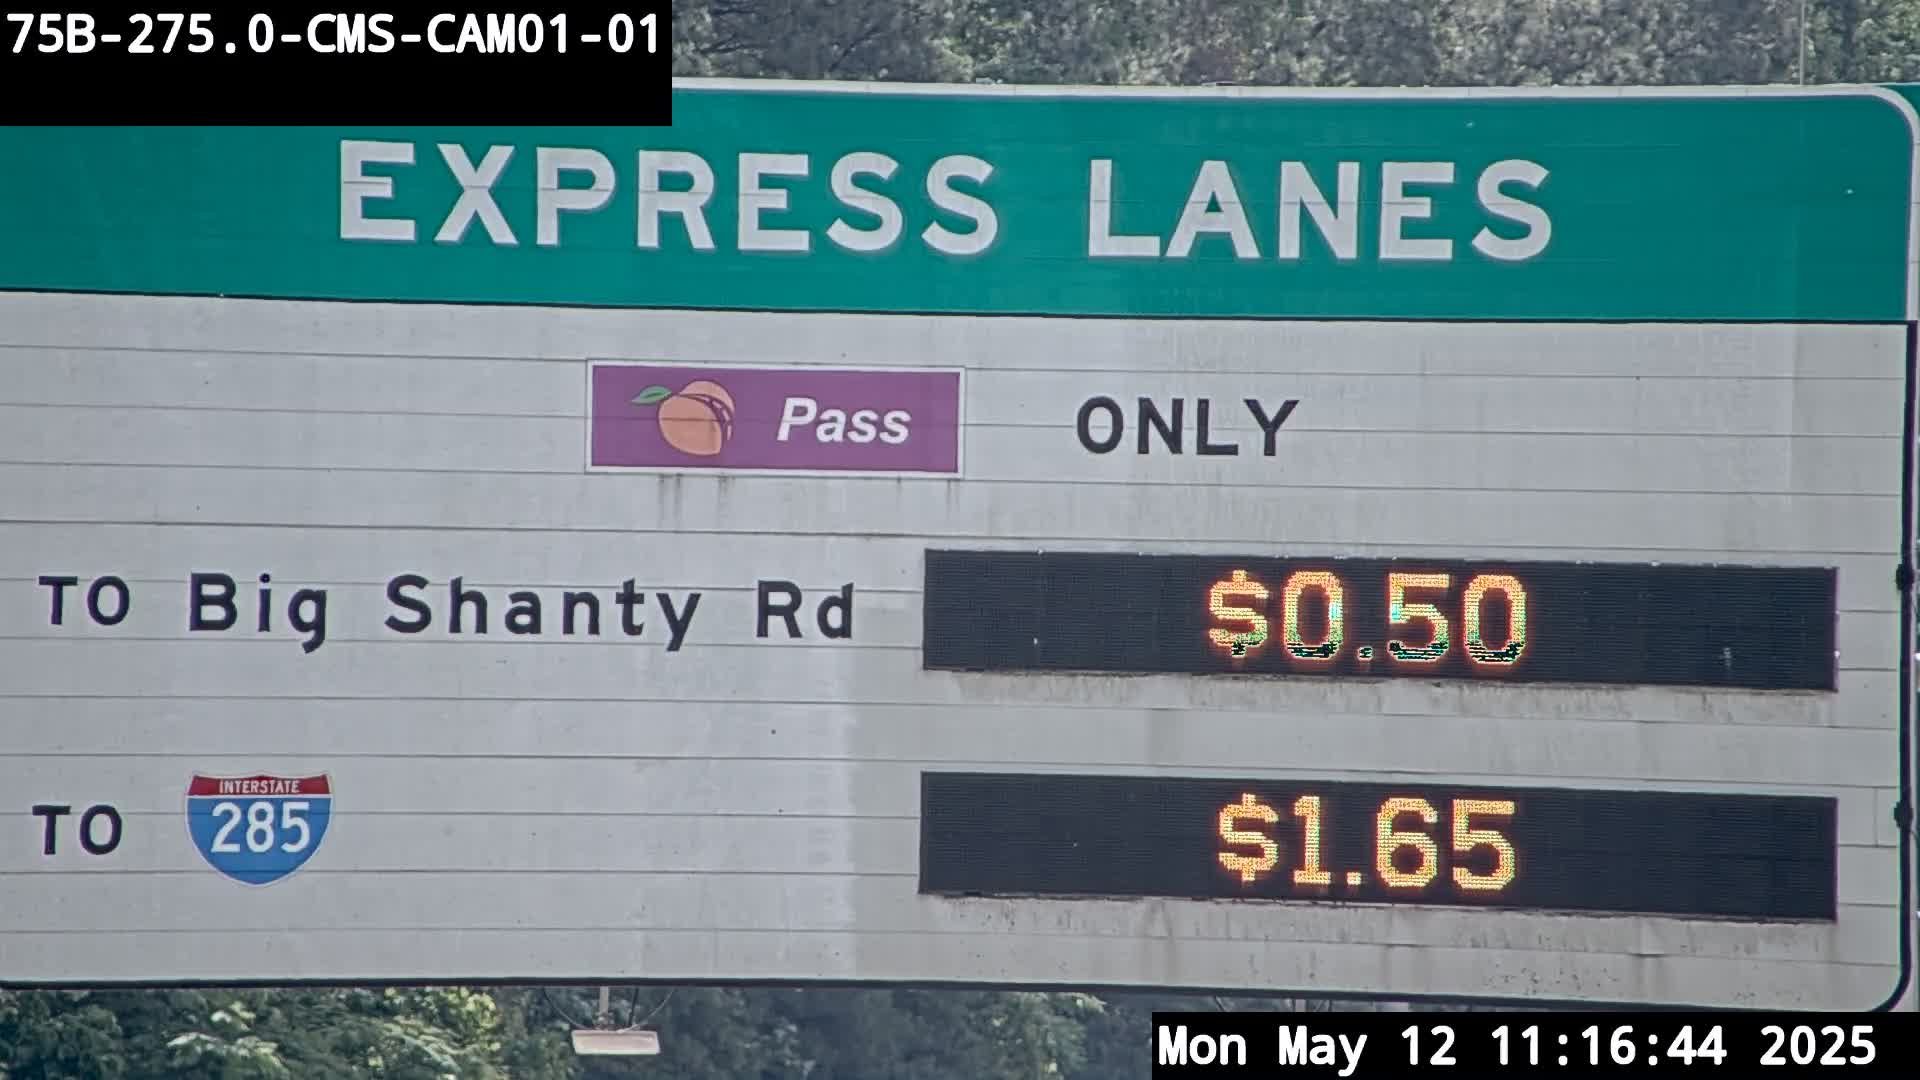 75B-275.0-CMS-CAM01-01
EXPRESS LANES
Pass ONLY
TO Big Shanty Rd $0.50
INTERSTATE
TO 285 $1.65
Mon May 12 11:16:44 2025